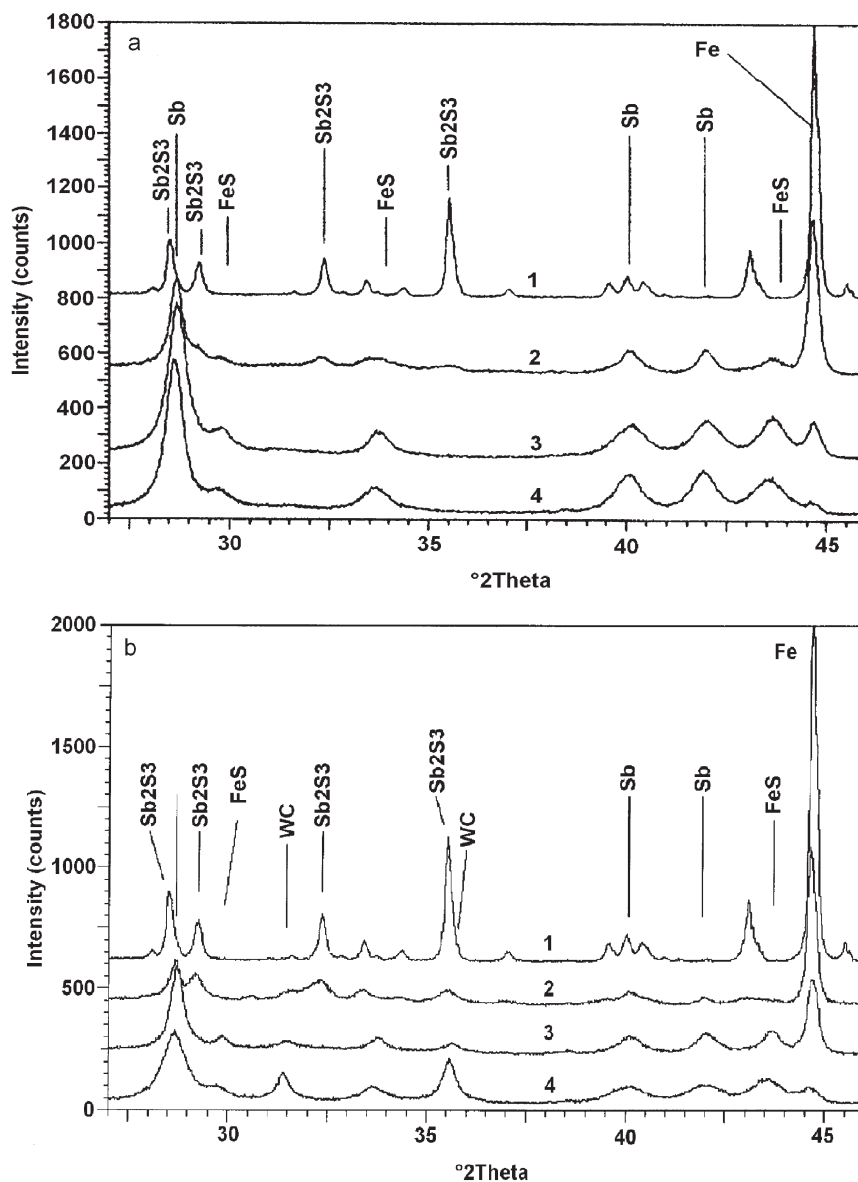 a
1800
1600
1400
1200
1000
800
600
400
200
0
Intensity (counts)
Sb2S3
Sb
Sb2S3
FeS
Sb2S3
FeS
Sb2S3
Sb
Sb
FeS
Fe
1
2
3
4
30
35
40
45
°2Theta
b
2000
1500
1000
500
0
Intensity (counts)
Sb2S3
Sb2S3
FeS
WC
Sb2S3
Sb2S3
WC
Sb
Sb
FeS
Fe
1
2
3
4
30
35
40
45
°2Theta